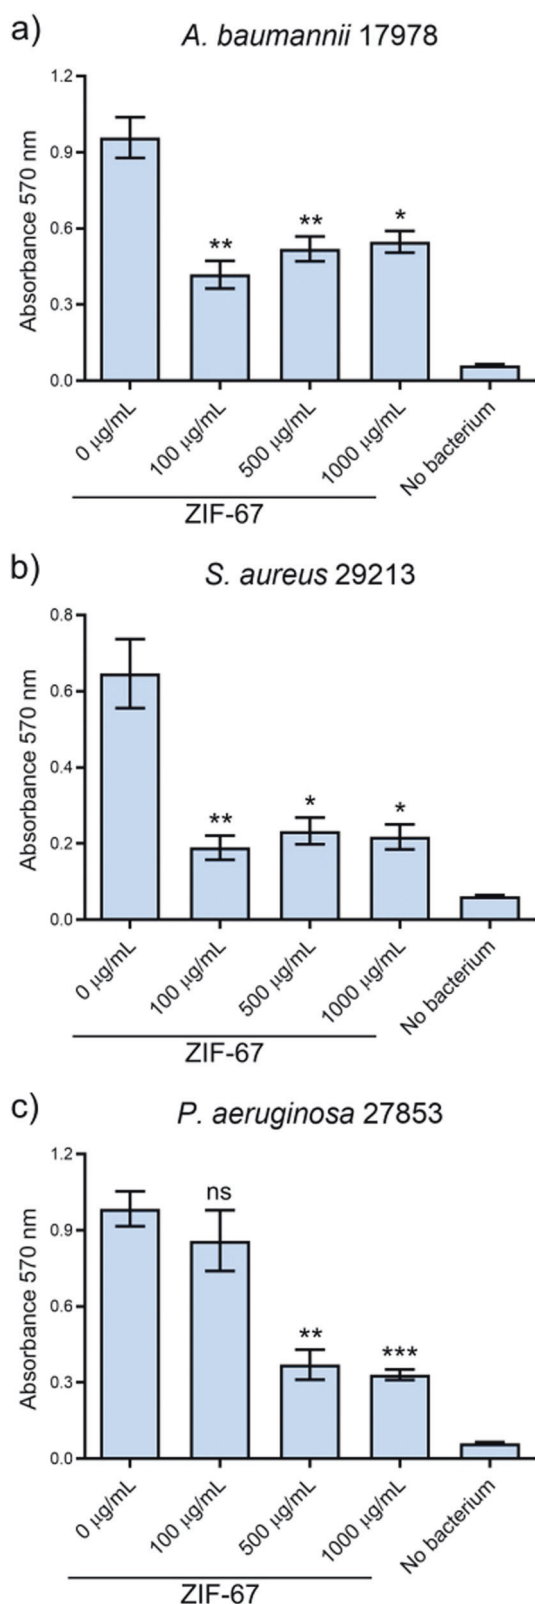 a)
A. baumannii 17978
Absorbance 570 nm
1.2
0.9
0.6
0.3
0.0
** ** *
0 μg/mL
100 μg/mL
500 μg/mL
1000 μg/mL
No bacterium
ZIF-67
b)
S. aureus 29213
Absorbance 570 nm
0.8
0.6
0.4
0.2
0.0
** * *
0 μg/mL
100 μg/mL
500 μg/mL
1000 μg/mL
No bacterium
ZIF-67
c)
P. aeruginosa 27853
Absorbance 570 nm
1.2
0.9
0.6
0.3
0.0
ns
** ***
0 μg/mL
100 μg/mL
500 μg/mL
1000 μg/mL
No bacterium
ZIF-67